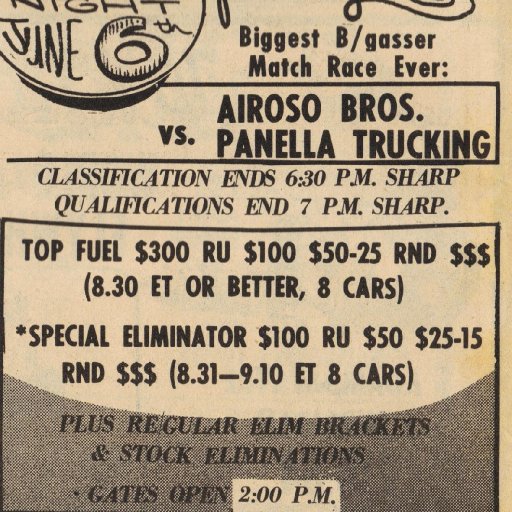 NIGHT
JUNE 6th
Biggest B/gasser
Match Race Ever:
AIROSO BROS.
vs. PANELLA TRUCKING
CLASSIFICATION ENDS 6:30 P.M. SHARP
QUALIFICATIONS END 7 P.M. SHARP.
TOP FUEL $300 RU $100 $50-25 RND $$$
(8.30 ET OR BETTER, 8 CARS)
*SPECIAL ELIMINATOR $100 RU $50 $25-15
RND $$$ (8.31—9.10 ET 8 CARS)
PLUS REGULAR ELIM BRACKETS
& STOCK ELIMINATIONS
· GATES OPEN 2:00 P.M.